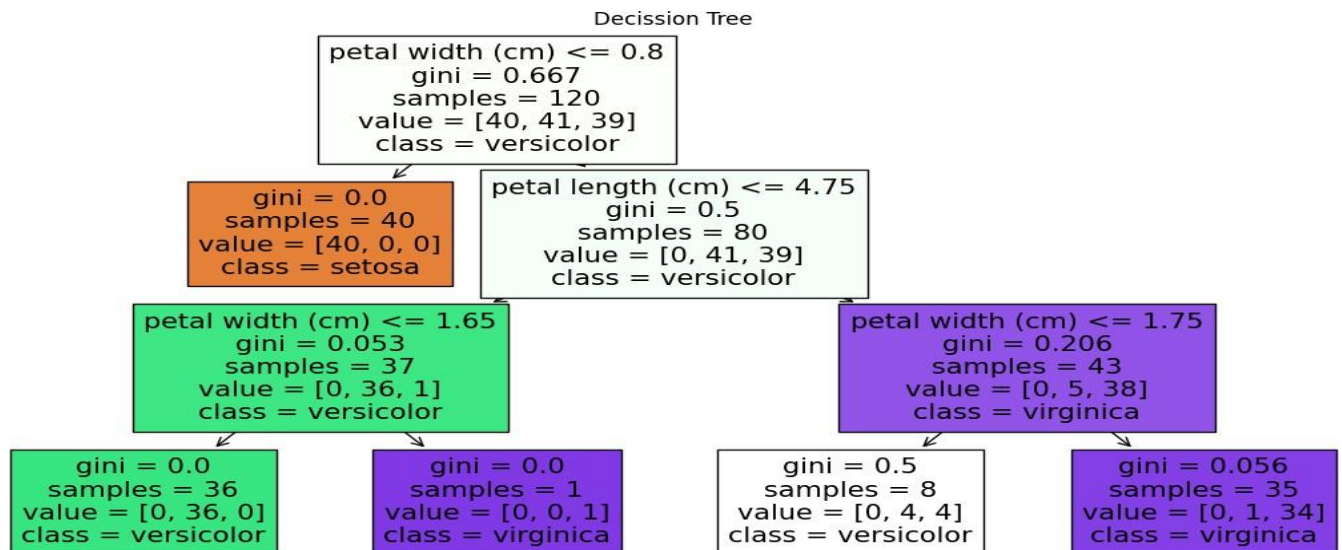 Decission Tree
petal width (cm) <= 0.8
gini = 0.667
samples = 120
value = [40, 41, 39]
class = versicolor
gini = 0.0
samples = 40
value = [40, 0, 0]
class = setosa
petal length (cm) <= 4.75
gini = 0.5
samples = 80
value = [0, 41, 39]
class = versicolor
petal width (cm) <= 1.65
gini = 0.053
samples = 37
value = [0, 36, 1]
class = versicolor
petal width (cm) <= 1.75
gini = 0.206
samples = 43
value = [0, 5, 38]
class = virginica
gini = 0.0
samples = 36
value = [0, 36, 0]
class = versicolor
gini = 0.0
samples = 1
value = [0, 0, 1]
class = virginica
gini = 0.5
samples = 8
value = [0, 4, 4]
class = versicolor
gini = 0.056
samples = 35
value = [0, 1, 34]
class = virginica